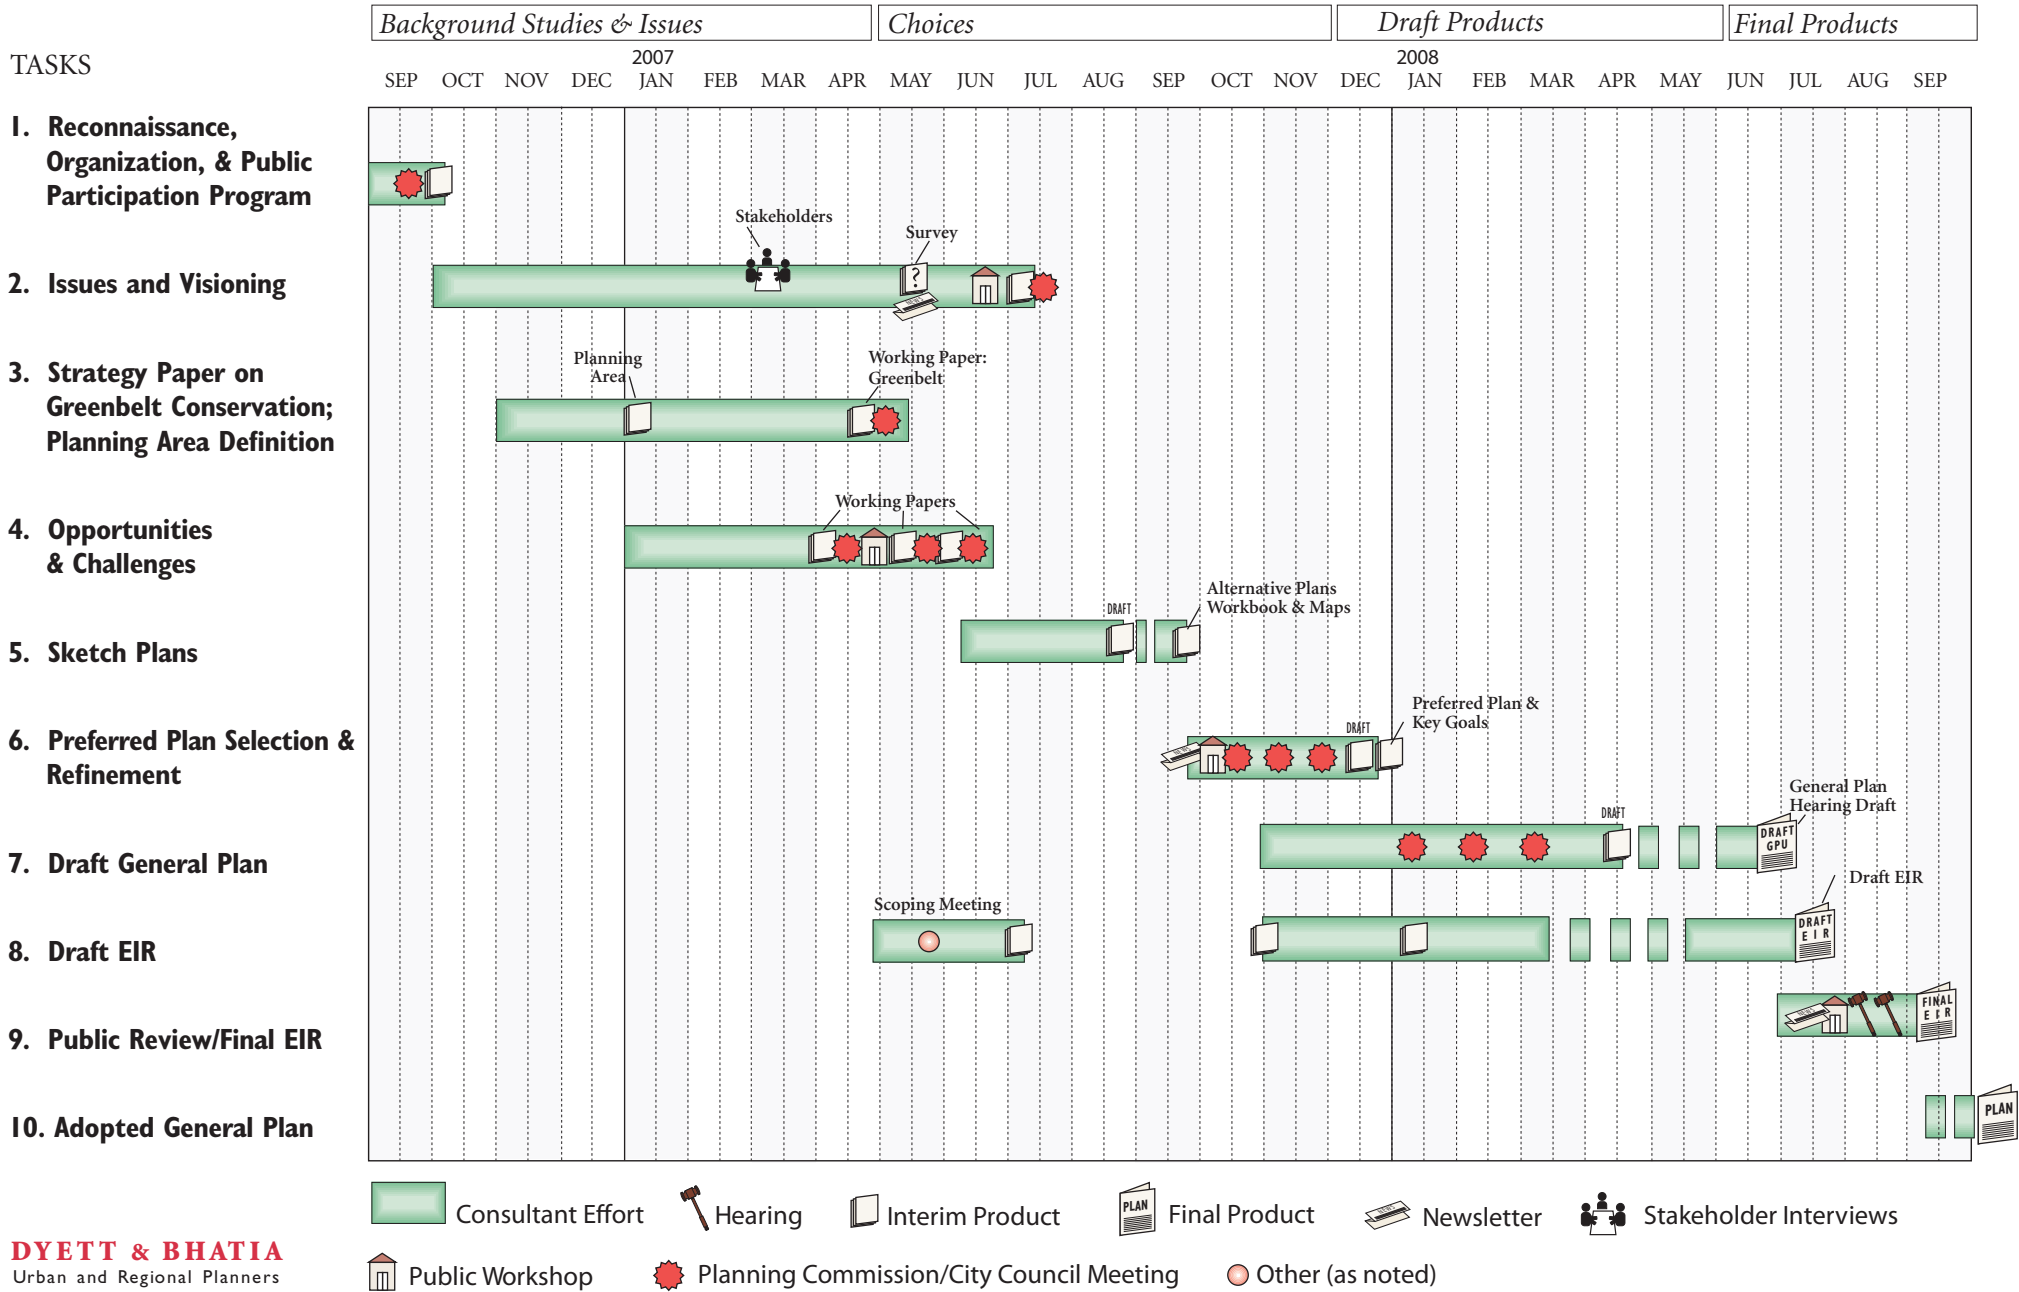 Background Studies & Issues
Choices
Draft Products
Final Products
TASKS
2007
2008
SEP OCT NOV DEC JAN FEB MAR APR MAY JUN JUL AUG SEP OCT NOV DEC JAN FEB MAR APR MAY JUN JUL AUG SEP
1. Reconnaissance,
Organization, & Public
Participation Program
Stakeholders
Survey
?
NEWS
2. Issues and Visioning
Planning
Area
Working Paper:
Greenbelt
3. Strategy Paper on
Greenbelt Conservation;
Planning Area Definition
Working Papers
4. Opportunities
& Challenges
DRAFT
Alternative Plans
Workbook & Maps
5. Sketch Plans
DRAFT
Preferred Plan &
Key Goals
NEWS
6. Preferred Plan Selection &
Refinement
DRAFT
General Plan
Hearing Draft
DRAFT
GPU
7. Draft General Plan
Scoping Meeting
Draft EIR
DRAFT
EIR
8. Draft EIR
NEWS
FINAL
EIR
9. Public Review/Final EIR
PLAN
10. Adopted General Plan
Consultant Effort
Hearing
Interim Product
PLAN
Final Product
NEWS
Newsletter
Stakeholder Interviews
Public Workshop
Planning Commission/City Council Meeting
Other (as noted)
DYETT & BHATIA
Urban and Regional Planners